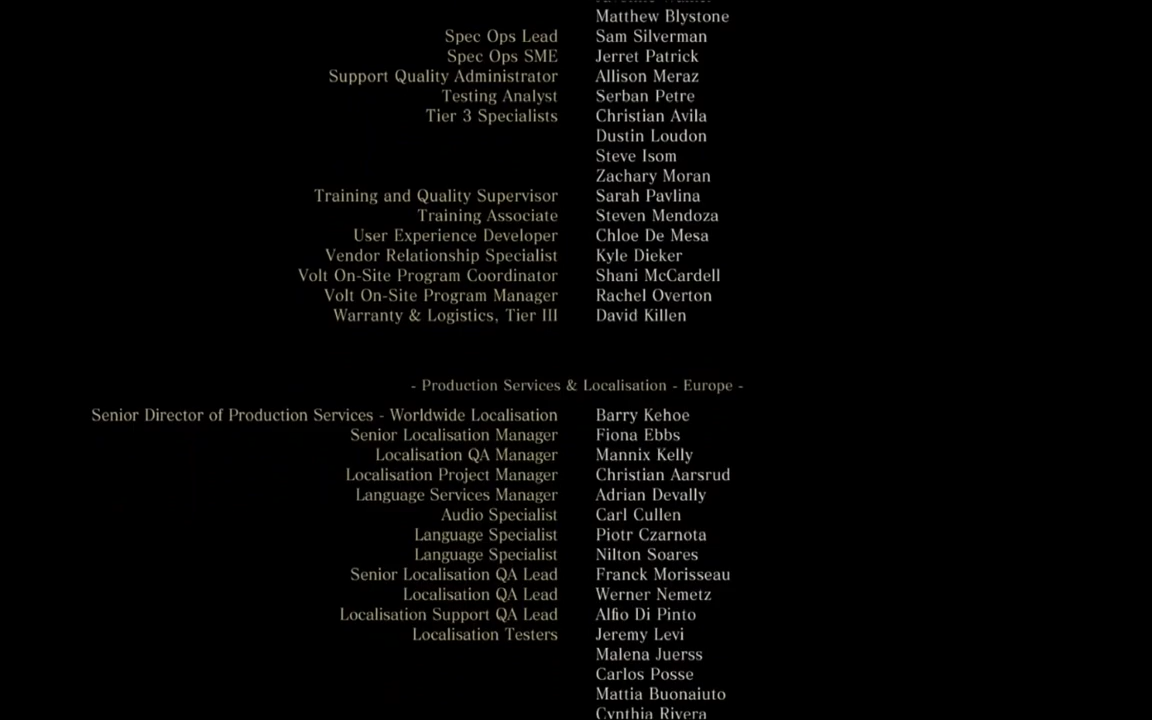 Matthew Blystone
Spec Ops Lead Sam Silverman
Spec Ops SME Jerret Patrick
Support Quality Administrator Allison Meraz
Testing Analyst Serban Petre
Tier 3 Specialists Christian Avila
Dustin Loudon
Steve Isom
Zachary Moran
Training and Quality Supervisor Sarah Pavlina
Training Associate Steven Mendoza
User Experience Developer Chloe De Mesa
Vendor Relationship Specialist Kyle Dieker
Volt On-Site Program Coordinator Shani McCardell
Volt On-Site Program Manager Rachel Overton
Warranty & Logistics, Tier III David Killen
- Production Services & Localisation - Europe -
Senior Director of Production Services - Worldwide Localisation Barry Kehoe
Senior Localisation Manager Fiona Ebbs
Localisation QA Manager Mannix Kelly
Localisation Project Manager Christian Aarsrud
Language Services Manager Adrian Devally
Audio Specialist Carl Cullen
Language Specialist Piotr Czarnota
Language Specialist Nilton Soares
Senior Localisation QA Lead Franck Morisseau
Localisation QA Lead Werner Nemetz
Localisation Support QA Lead Alfio Di Pinto
Localisation Testers Jeremy Levi
Malena Juerss
Carlos Posse
Mattia Buonaiuto
Cynthia Rivera